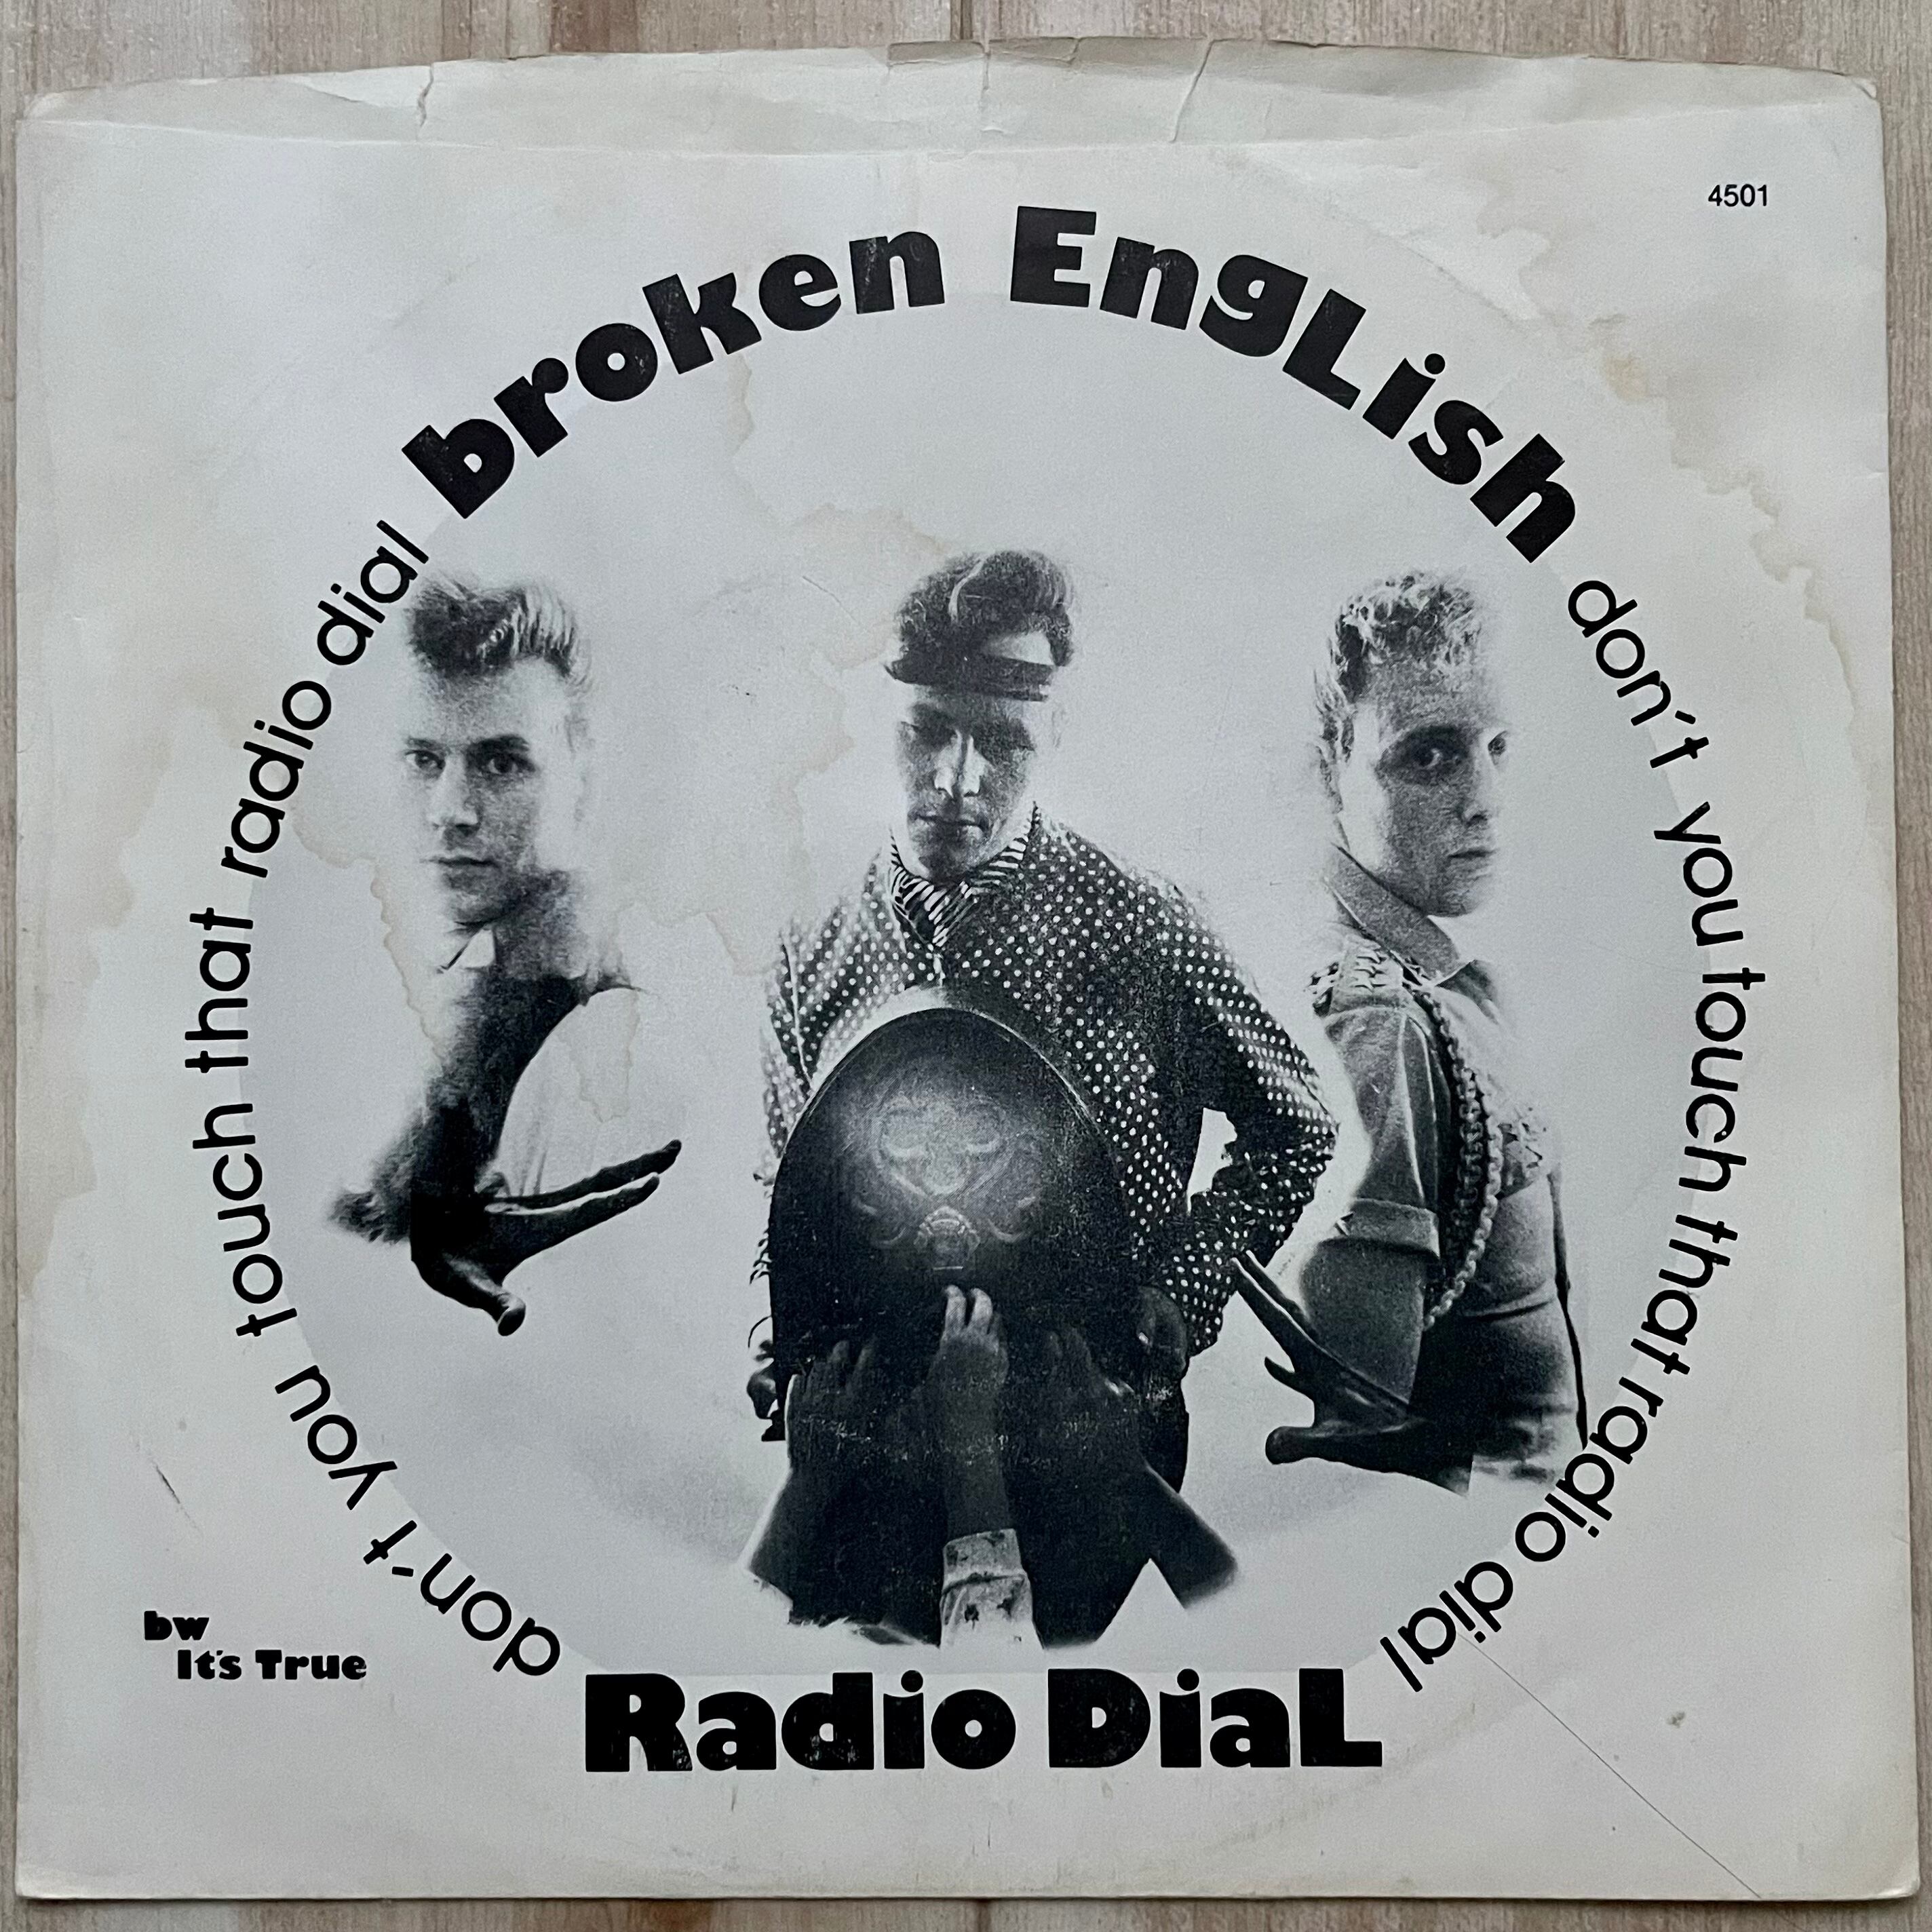 4501
broken EngLish
don't you touch that radio dial
don't you touch that radio dial
Radio DiaL
bw
It's True